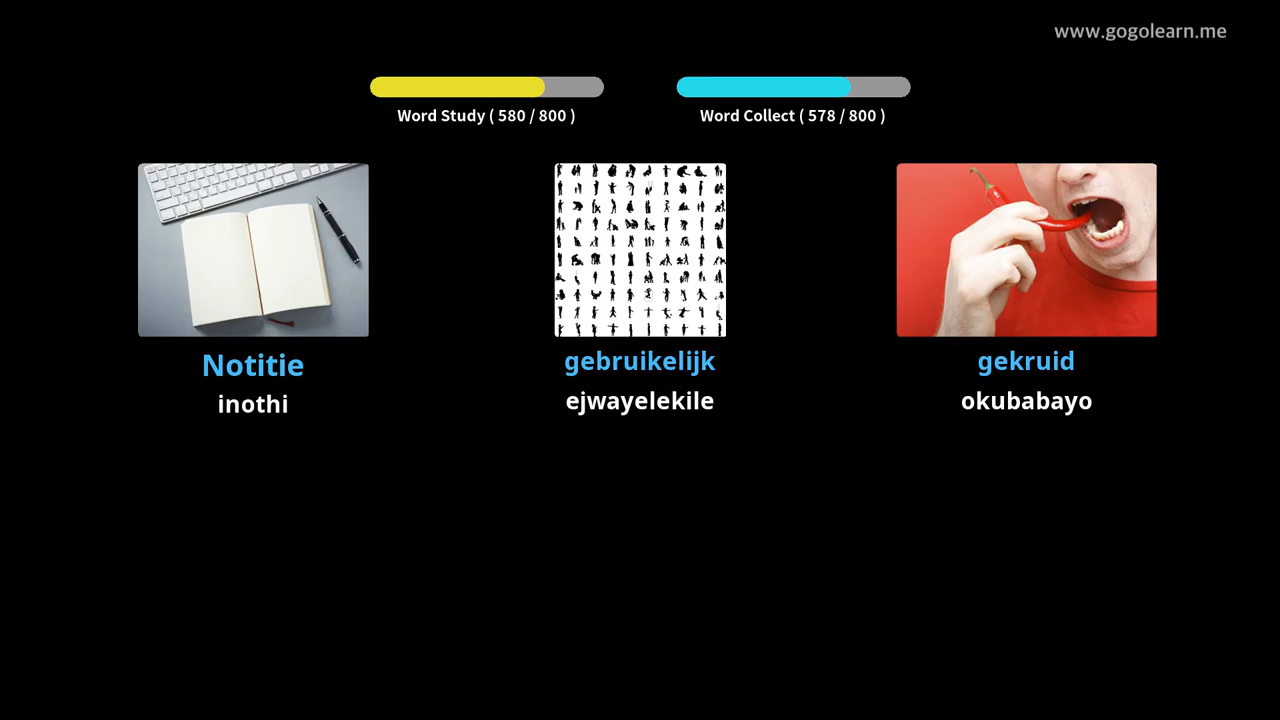 www.gogolearn.me
Word Study ( 580 / 800 )
Word Collect ( 578 / 800 )
Notitie
inothi
gebruikelijk
ejwayelekile
gekruid
okubabayo